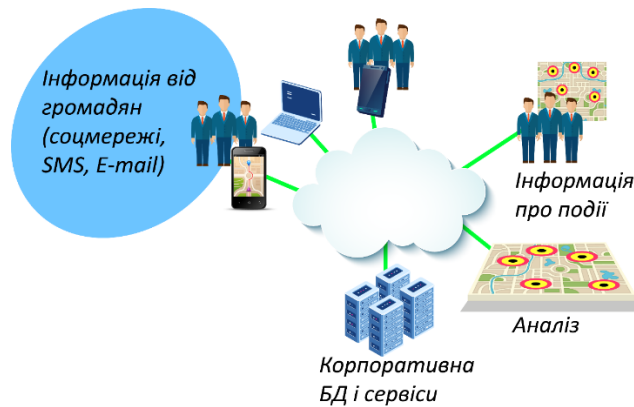 Інформація від
громадян
(соцмережі,
SMS, E-mail)
Інформація
про події
Аналіз
Корпоративна
БД і сервіси